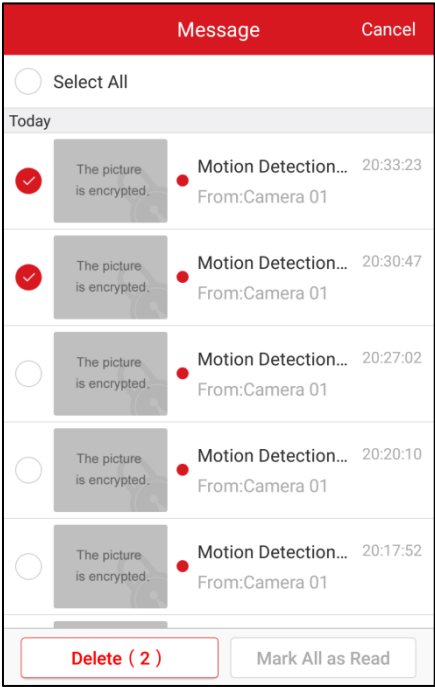 Message
Cancel
Select All
Today
The picture
is encrypted.
Motion Detection...
20:33:23
From:Camera 01
The picture
is encrypted.
Motion Detection...
20:30:47
From:Camera 01
The picture
is encrypted.
Motion Detection...
20:27:02
From:Camera 01
The picture
is encrypted.
Motion Detection...
20:20:10
From:Camera 01
The picture
is encrypted.
Motion Detection...
20:17:52
From:Camera 01
Delete ( 2 )
Mark All as Read